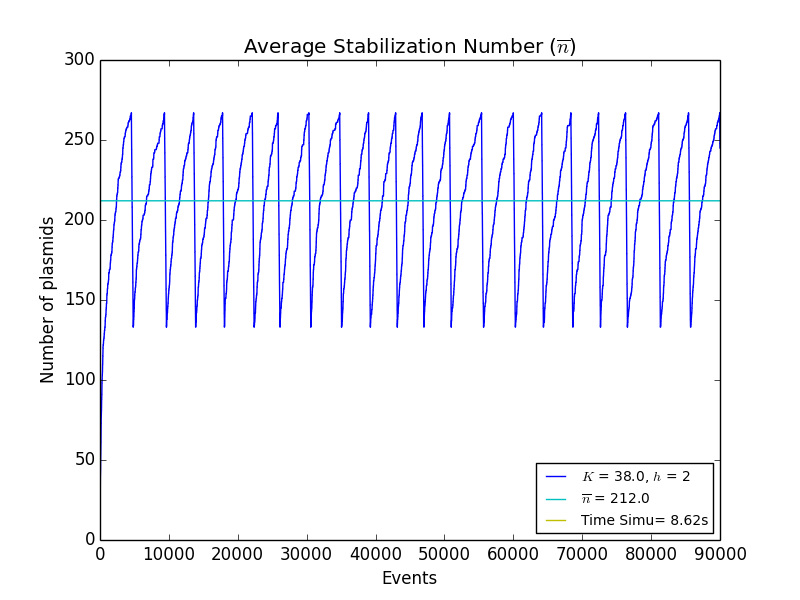 Average Stabilization Number (n̅)
300
250
200
150
100
50
0
Number of plasmids
K = 38.0, h = 2
n̅ = 212.0
Time Simu= 8.62s
0 10000 20000 30000 40000 50000 60000 70000 80000 90000
Events